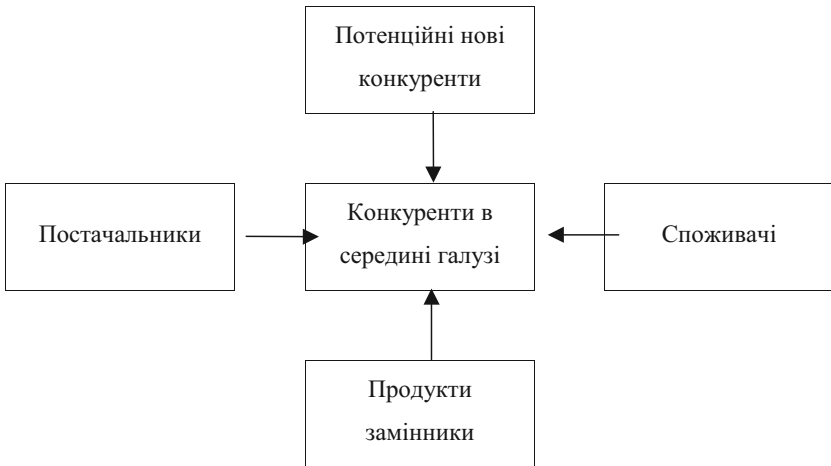 Потенційні нові
конкуренти
Постачальники
Конкуренти в
середині галузі
Споживачі
Продукти
замінники